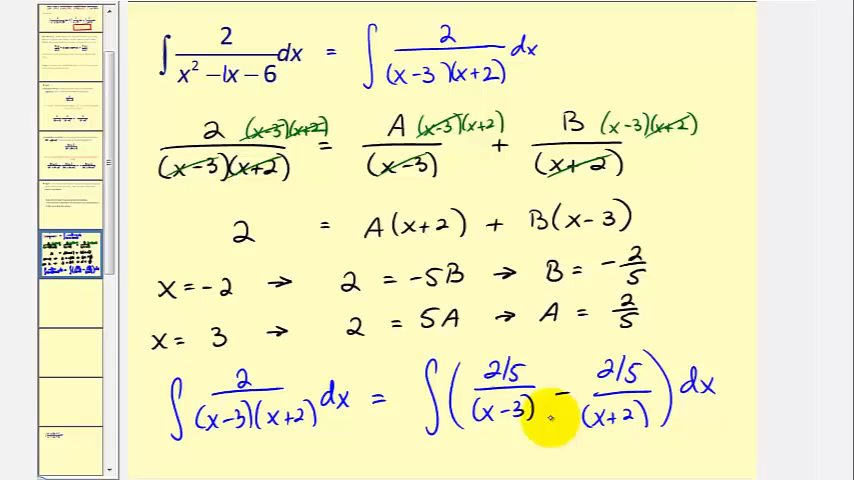 ∫ 2/(x² – 1x – 6) dx = ∫ 2/((x-3)(x+2)) dx
2 (x-3)(x+2)/((x-3)(x+2)) = A (x-3)(x+2)/(x-3) + B (x-3)(x+2)/(x+2)
2 = A(x+2) + B(x-3)
x = -2 → 2 = -5B → B = -2/5
x = 3 → 2 = 5A → A = 2/5
∫ 2/((x-3)(x+2)) dx = ∫ ( 2/5/(x-3) - 2/5/(x+2) ) dx